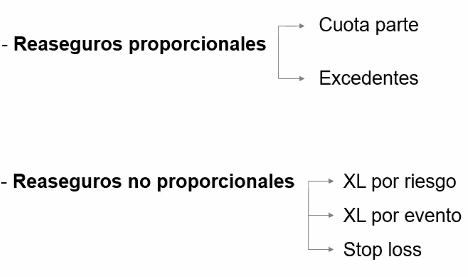 Cuota parte
- Reaseguros proporcionales
Excedentes
- Reaseguros no proporcionales
XL por riesgo
XL por evento
Stop loss